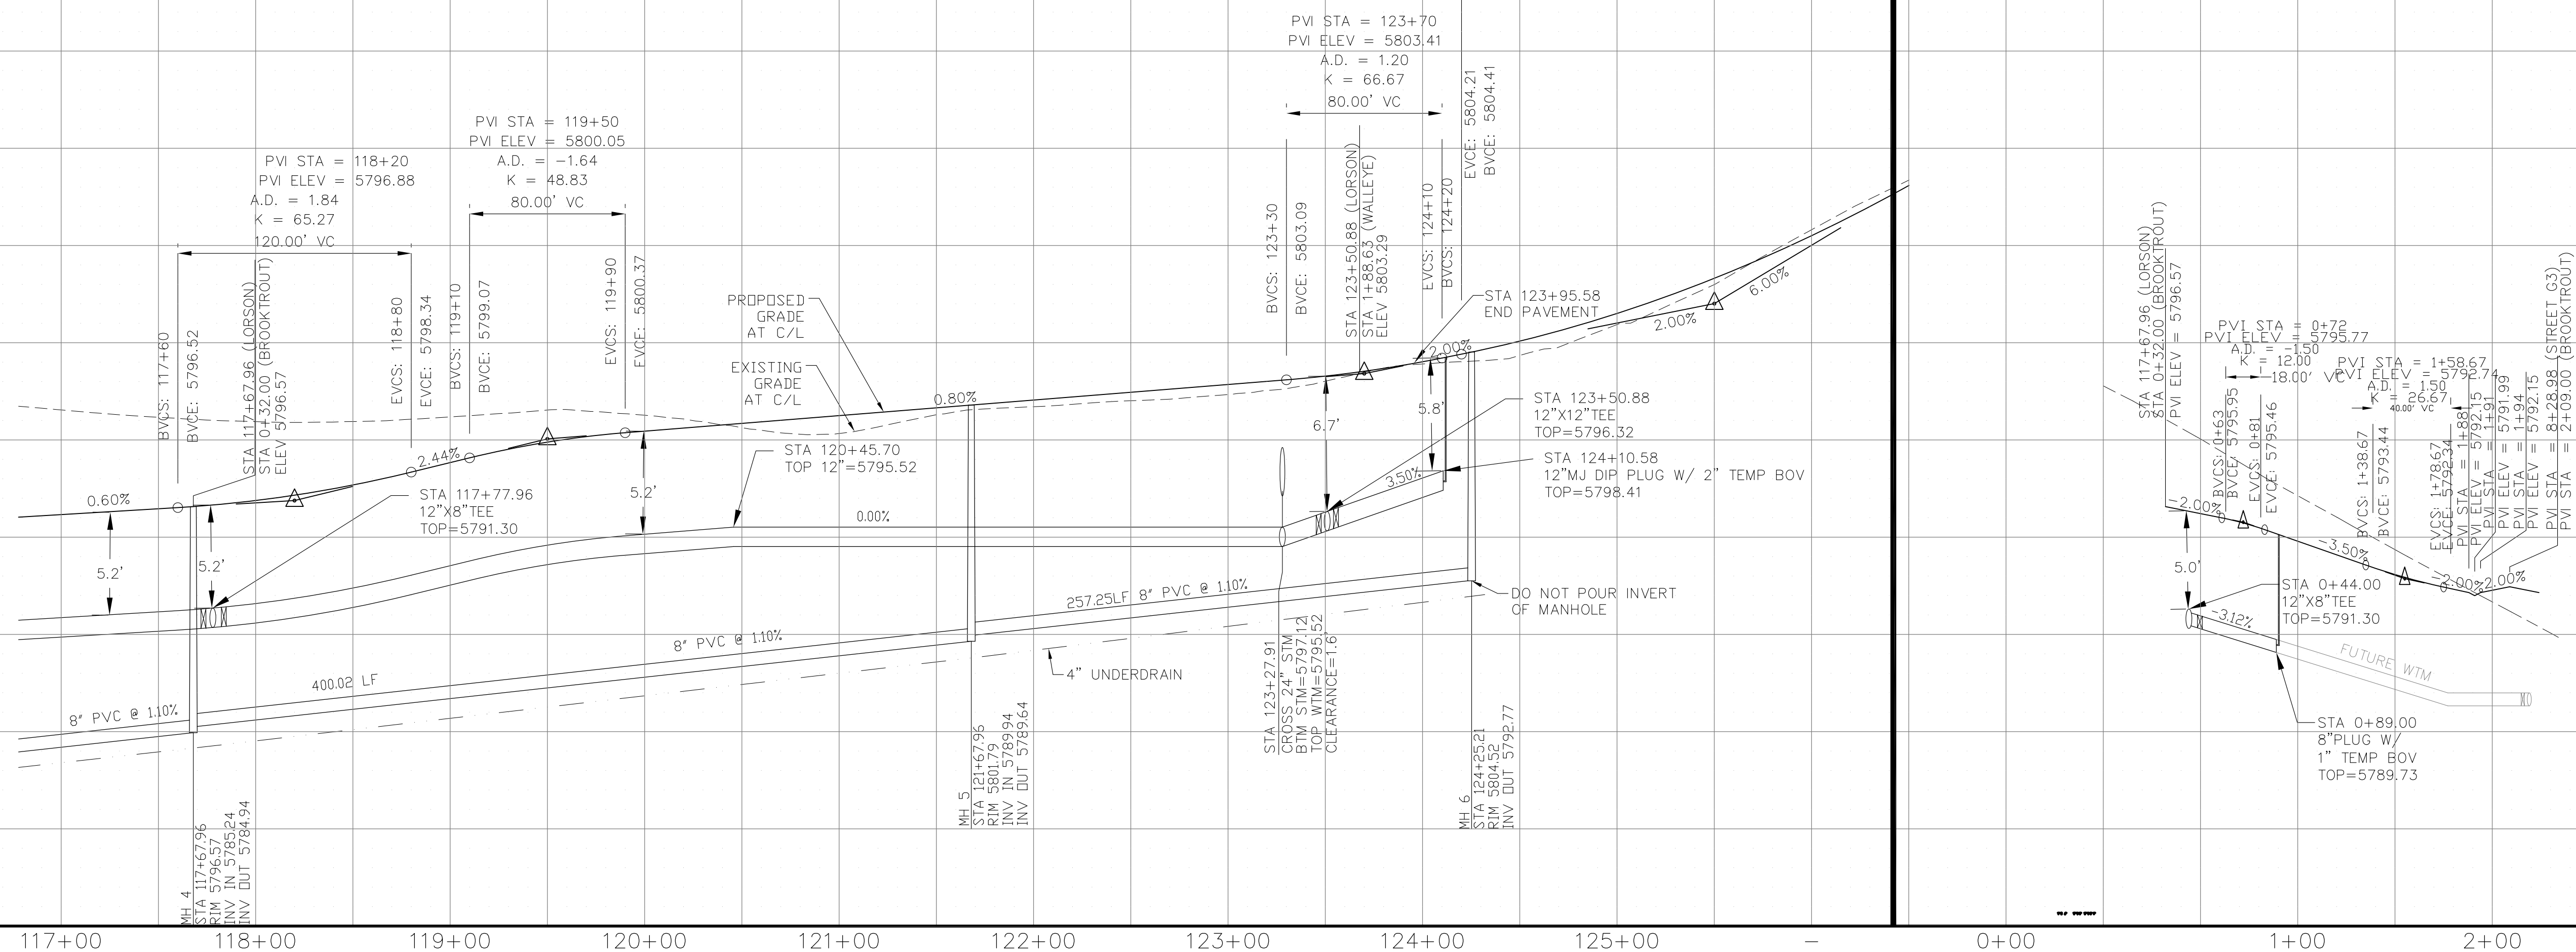 PVI STA = 118+20
PVI ELEV = 5796.88
A.D. = 1.84
K = 65.27
120.00' VC
PVI STA = 119+50
PVI ELEV = 5800.05
A.D. = -1.64
K = 48.83
80.00' VC
PVI STA = 123+70
PVI ELEV = 5803.41
A.D. = 1.20
K = 66.67
80.00' VC
BVCS: 117+60
BVCE: 5796.52
STA 117+67.96 (LORSON)
STA 0+32.00 (BROOKTROUT)
ELEV 5796.57
EVCS: 118+80
EVCE: 5798.34
BVCS: 119+10
BVCE: 5799.07
EVCS: 119+90
EVCE: 5800.37
BVCS: 123+30
BVCE: 5803.09
STA 123+50.88 (LORSON)
STA 1+88.63 (WALLEYE)
ELEV 5803.29
EVCS: 124+10
BVCS: 124+20
EVCE: 5804.21
BVCE: 5804.41
0.60%
2.44%
0.80%
2.00%
2.00%
6.00%
PROPOSED
GRADE
AT C/L
EXISTING
GRADE
AT C/L
STA 123+95.58
END PAVEMENT
5.2'
5.2'
5.2'
6.7'
5.8'
STA 117+77.96
12"X8"TEE
TOP=5791.30
STA 120+45.70
TOP 12"=5795.52
0.00%
3.50%
STA 123+50.88
12"X12"TEE
TOP=5796.32
STA 124+10.58
12"MJ DIP PLUG W/ 2' TEMP BOV
TOP=5798.41
8" PVC @ 1.10%
400.02 LF
8" PVC @ 1.10%
257.25LF 8" PVC @ 1.10%
4" UNDERDRAIN
DO NOT POUR INVERT
OF MANHOLE
MH 4
STA 117+67.96
RIM 5796.57
INV IN 5785.24
INV OUT 5784.94
MH 5
STA 121+67.96
RIM 5801.79
INV IN 5789.94
INV OUT 5789.64
STA 123+27.91
CROSS 24" STM
BTM STM=5797.12
TOP WTM=5795.52
CLEARANCE=1.6'
MH 6
STA 124+25.21
RIM 5804.52
INV OUT 5792.77
STA 117+67.96 (LORSON)
STA 0+32.00 (BROOKTROUT)
PVI ELEV = 5796.57
PVI STA = 0+72
PVI ELEV = 5795.77
A.D. = -1.50
K = 12.00
18.00' VC
BVCS: 0+63
BVCE: 5795.95
EVCS: 0+81
EVCE: 5795.46
PVI STA = 1+58.67
PVI ELEV = 5792.74
A.D. = 1.50
K = 26.67
40.00' VC
BVCS: 1+38.67
BVCE: 5793.44
EVCS: 1+78.67
EVCE: 5792.34
PVI STA = 1+88
PVI ELEV = 5792.15
PVI STA = 1+91
PVI ELEV = 5791.99
PVI STA = 1+94
PVI ELEV = 5792.15
STA = 8+28.98 (STREET G3)
PVI STA = 2+09.90 (BROOKTROUT)
-2.00%
-3.50%
-2.00%
2.00%
5.0'
-3.12%
STA 0+44.00
12"X8"TEE
TOP=5791.30
FUTURE WTM
STA 0+89.00
8"PLUG W/
1" TEMP BOV
TOP=5789.73
117+00
118+00
119+00
120+00
121+00
122+00
123+00
124+00
125+00
-
0+00
1+00
2+00